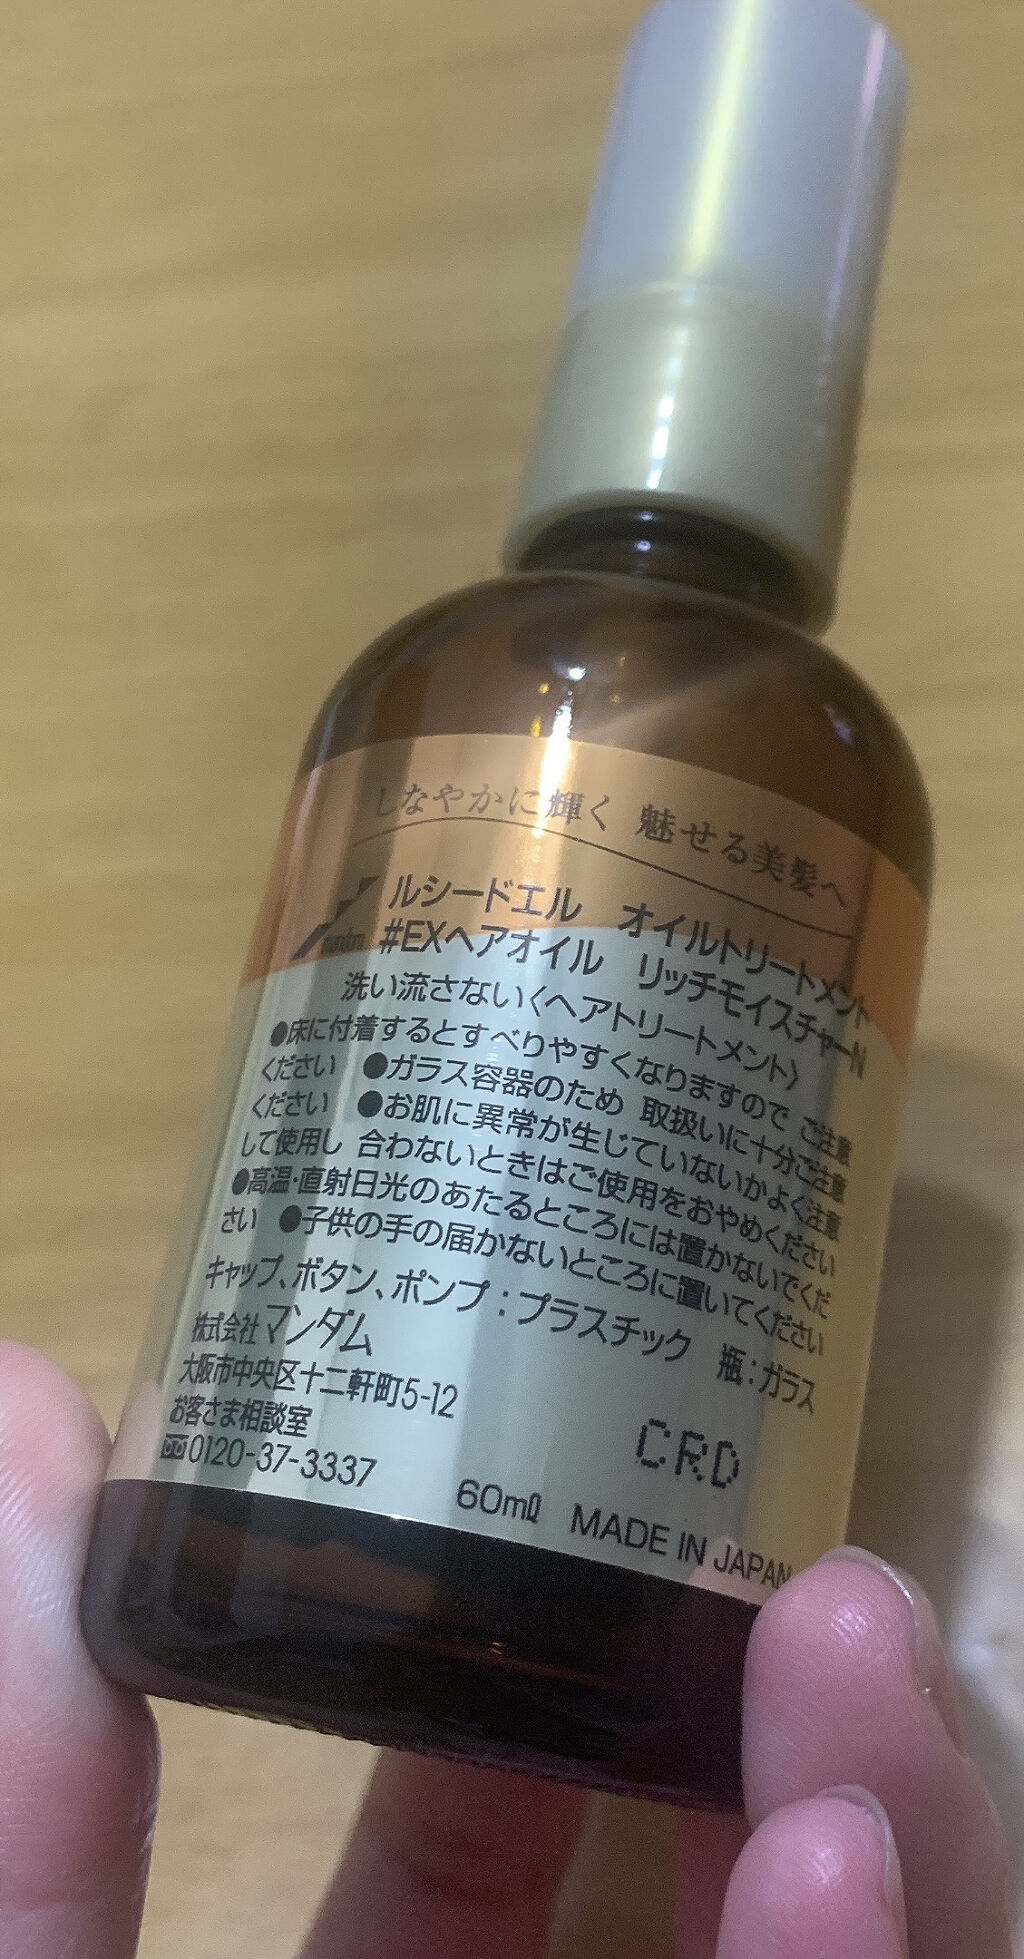 しなやかに輝く 魅せる美髪へ
mandom
ルシードエル オイルトリートメント
#EXヘアオイル リッチモイスチャーN
洗い流さない〈ヘアトリートメント〉
●床に付着するとすべりやすくなりますので ご注意
ください ●ガラス容器のため 取扱いに十分ご注意
ください ●お肌に異常が生じていないかよく注意
して使用し 合わないときはご使用をおやめください
●高温・直射日光のあたるところには置かないでくだ
さい ●子供の手の届かないところに置いてください
キャップ、ボタン、ポンプ:プラスチック 瓶:ガラス
株式会社マンダム
大阪市中央区十二軒町5-12
お客さま相談室
0120-37-3337
CRD
60mℓ MADE IN JAPAN